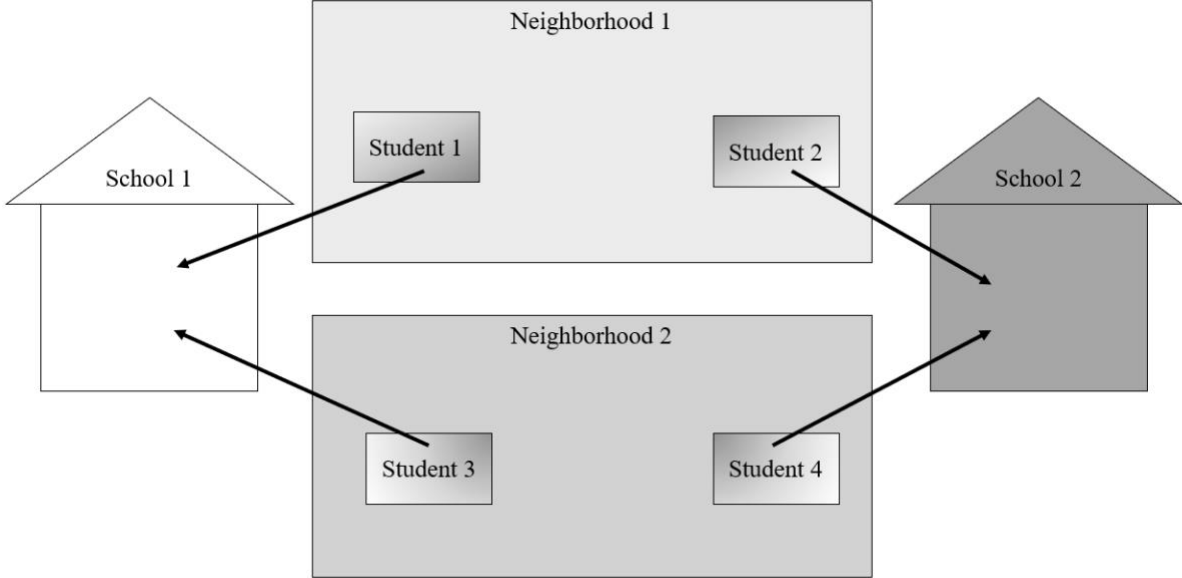 Neighborhood 1
Student 1
Student 2
School 1
School 2
Neighborhood 2
Student 3
Student 4